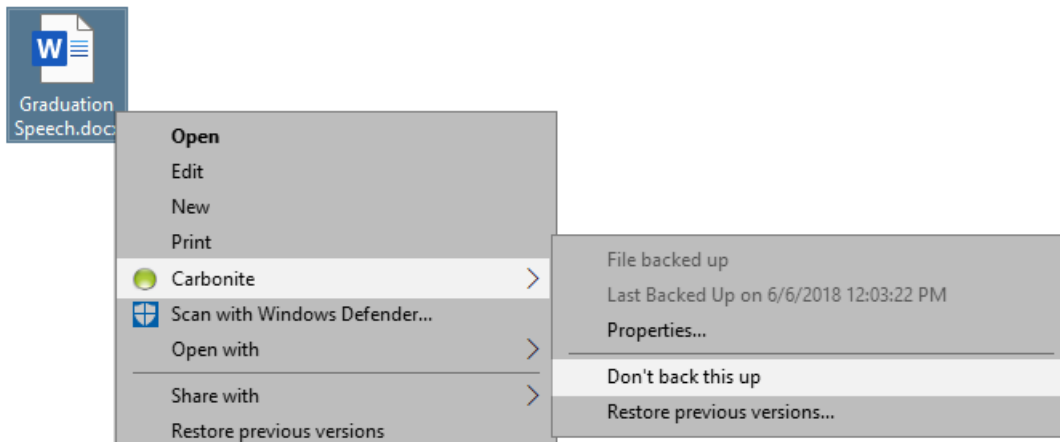 W
Graduation
Speech.docx
Open
Edit
New
Print
Carbonite
Scan with Windows Defender...
Open with
Share with
Restore previous versions
File backed up
Last Backed Up on 6/6/2018 12:03:22 PM
Properties...
Don't back this up
Restore previous versions...